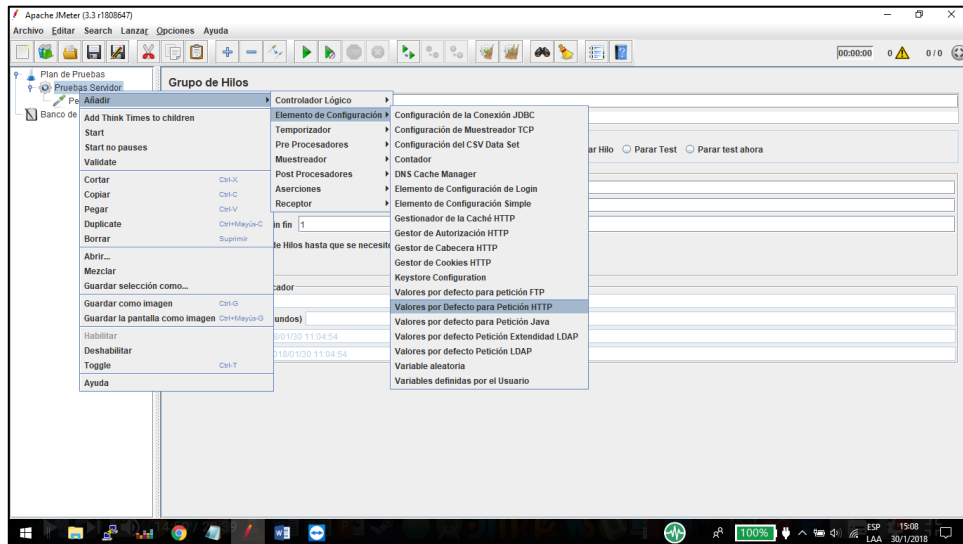 Apache JMeter (3.3 r1808647)
Archivo Editar Search Lanzar Opciones Ayuda
00:00:00 0 0 / 0
Plan de Pruebas
Pruebas Servidor
Pe
Banco de
Grupo de Hilos
Añadir
Add Think Times to children
Start
Start no pauses
Validate
Cortar Ctrl-X
Copiar Ctrl-C
Pegar Ctrl-V
Duplicate Ctrl+Mayús-C
Borrar Suprimir
Abrir...
Mezclar
Guardar selección como...
Guardar como imagen Ctrl-G
Guardar la pantalla como imagen Ctrl+Mayús-G
Habilitar
Deshabilitar
Toggle Ctrl-T
Ayuda
Controlador Lógico
Elemento de Configuración
Temporizador
Pre Procesadores
Muestreador
Post Procesadores
Aserciones
Receptor
Configuración de la Conexión JDBC
Configuración de Muestreador TCP
Configuración del CSV Data Set
Contador
DNS Cache Manager
Elemento de Configuración de Login
Elemento de Configuración Simple
Gestionador de la Caché HTTP
Gestor de Autorización HTTP
Gestor de Cabecera HTTP
Gestor de Cookies HTTP
Keystore Configuration
Valores por defecto para petición FTP
Valores por Defecto para Petición HTTP
Valores por defecto para Petición Java
Valores por defecto Petición Extendidad LDAP
Valores por defecto Petición LDAP
Variable aleatoria
Variables definidas por el Usuario
ar Hilo Parar Test Parar test ahora
in fin 1
de Hilos hasta que se necesite
cador
undos)
8/01/30 11:04:54
018/01/30 11:04:54
100% ESP 15:08
LAA 30/1/2018